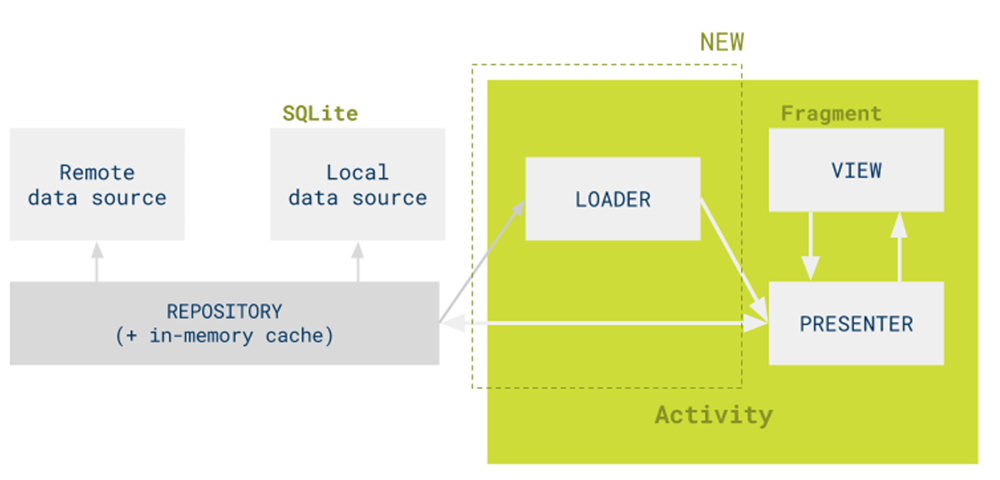 NEW
SQLite
Fragment
Remote
data source
Local
data source
LOADER
VIEW
REPOSITORY
(+ in-memory cache)
PRESENTER
Activity